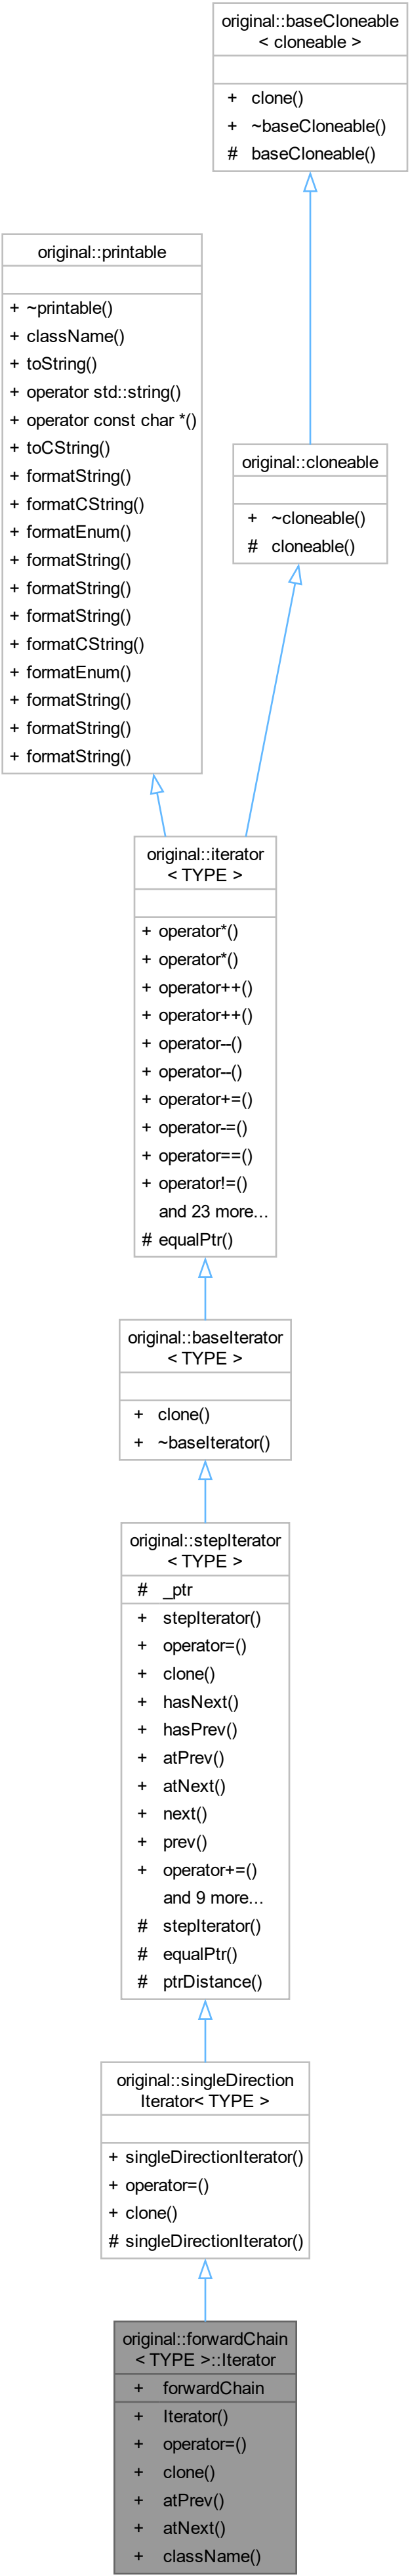 original::baseCloneable
< cloneable >
+ clone()
+ ~baseCloneable()
# baseCloneable()
original::printable
+ ~printable()
+ className()
+ toString()
+ operator std::string()
+ operator const char *()
+ toCString()
+ formatString()
+ formatCString()
+ formatEnum()
+ formatString()
+ formatString()
+ formatString()
+ formatCString()
+ formatEnum()
+ formatString()
+ formatString()
+ formatString()
original::cloneable
+ ~cloneable()
# cloneable()
original::iterator
< TYPE >
+ operator*()
+ operator*()
+ operator++()
+ operator++()
+ operator--()
+ operator--()
+ operator+=()
+ operator-=()
+ operator==()
+ operator!=()
and 23 more...
# equalPtr()
original::baseIterator
< TYPE >
+ clone()
+ ~baseIterator()
original::stepIterator
< TYPE >
# _ptr
+ stepIterator()
+ operator=()
+ clone()
+ hasNext()
+ hasPrev()
+ atPrev()
+ atNext()
+ next()
+ prev()
+ operator+=()
and 9 more...
# stepIterator()
# equalPtr()
# ptrDistance()
original::singleDirection
Iterator< TYPE >
+ singleDirectionIterator()
+ operator=()
+ clone()
# singleDirectionIterator()
original::forwardChain
< TYPE >::Iterator
+ forwardChain
+ Iterator()
+ operator=()
+ clone()
+ atPrev()
+ atNext()
+ className()